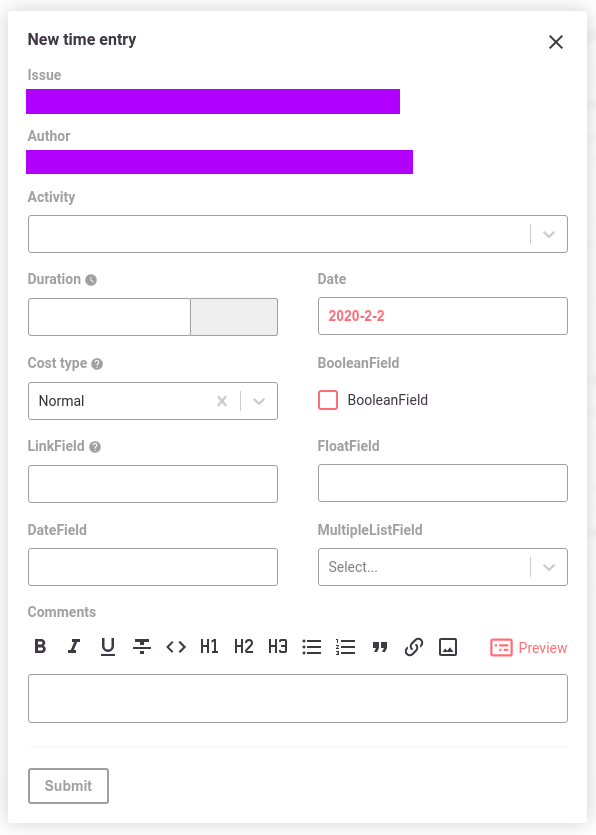 New time entry
Issue
Author
Activity
Duration Date
2020-2-2
Cost type BooleanField
Normal BooleanField
LinkField FloatField
DateField MultipleListField
Select...
Comments
B I U S <> H1 H2 H3 Preview
Submit